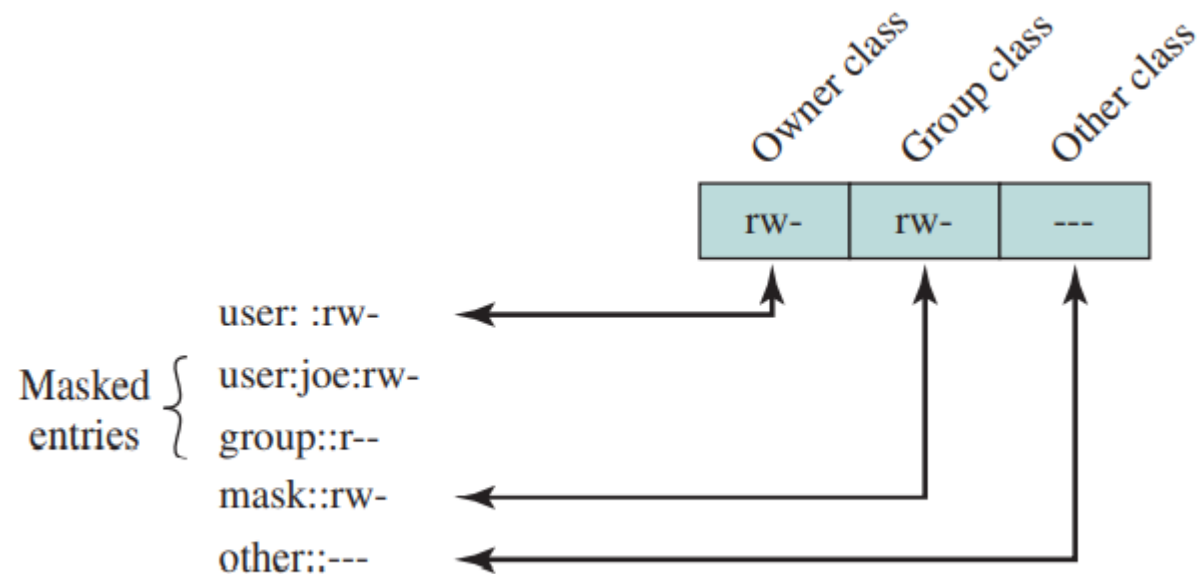 Owner class
Group class
Other class
rw-
rw-
---
user: :rw-
Masked
entries
user:joe:rw-
group::r--
mask::rw-
other::---